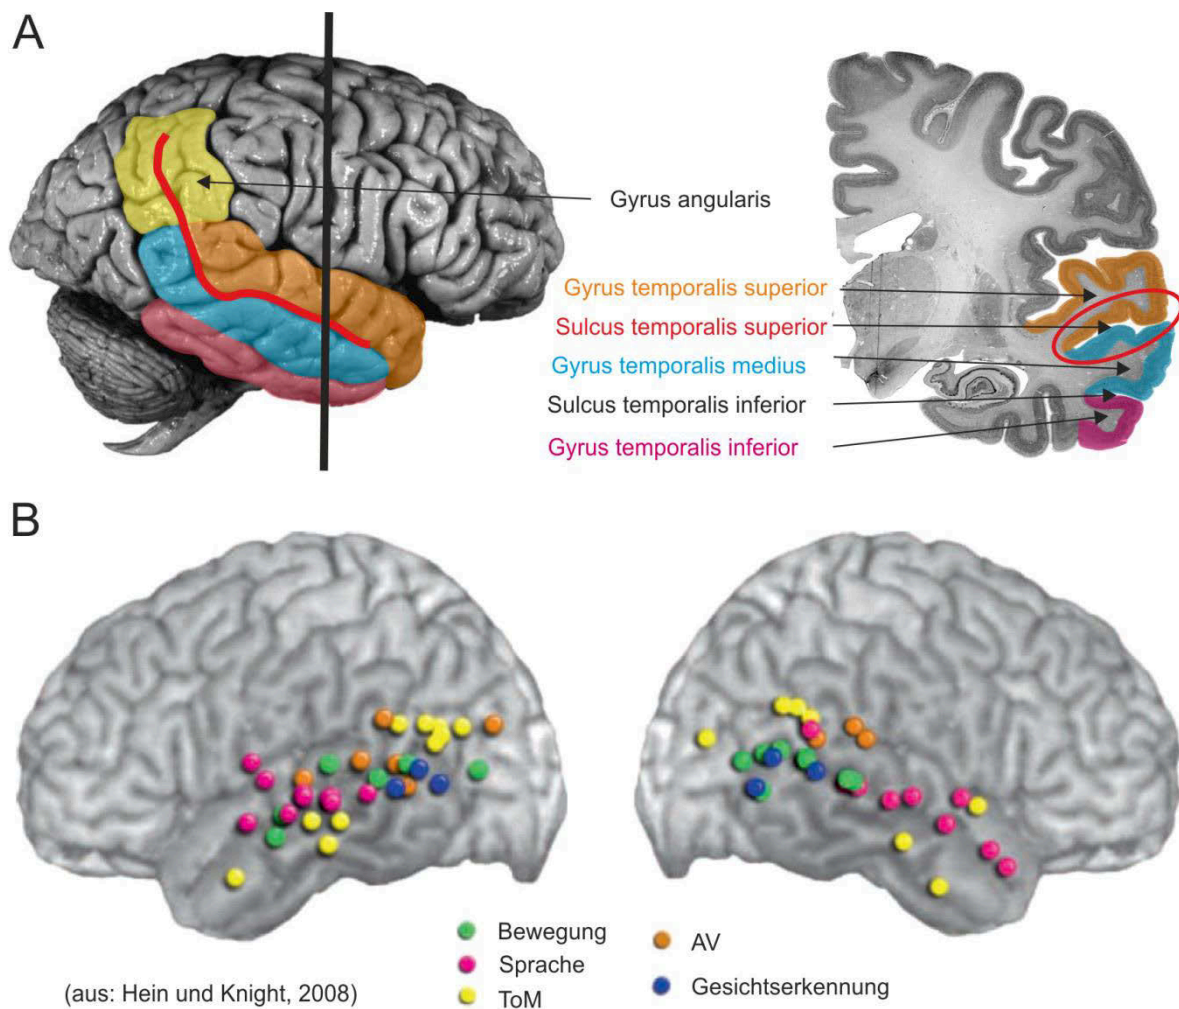 A
Gyrus angularis
Gyrus temporalis superior
Sulcus temporalis superior
Gyrus temporalis medius
Sulcus temporalis inferior
Gyrus temporalis inferior
B
Bewegung
Sprache
ToM
AV
Gesichtserkennung
(aus: Hein und Knight, 2008)